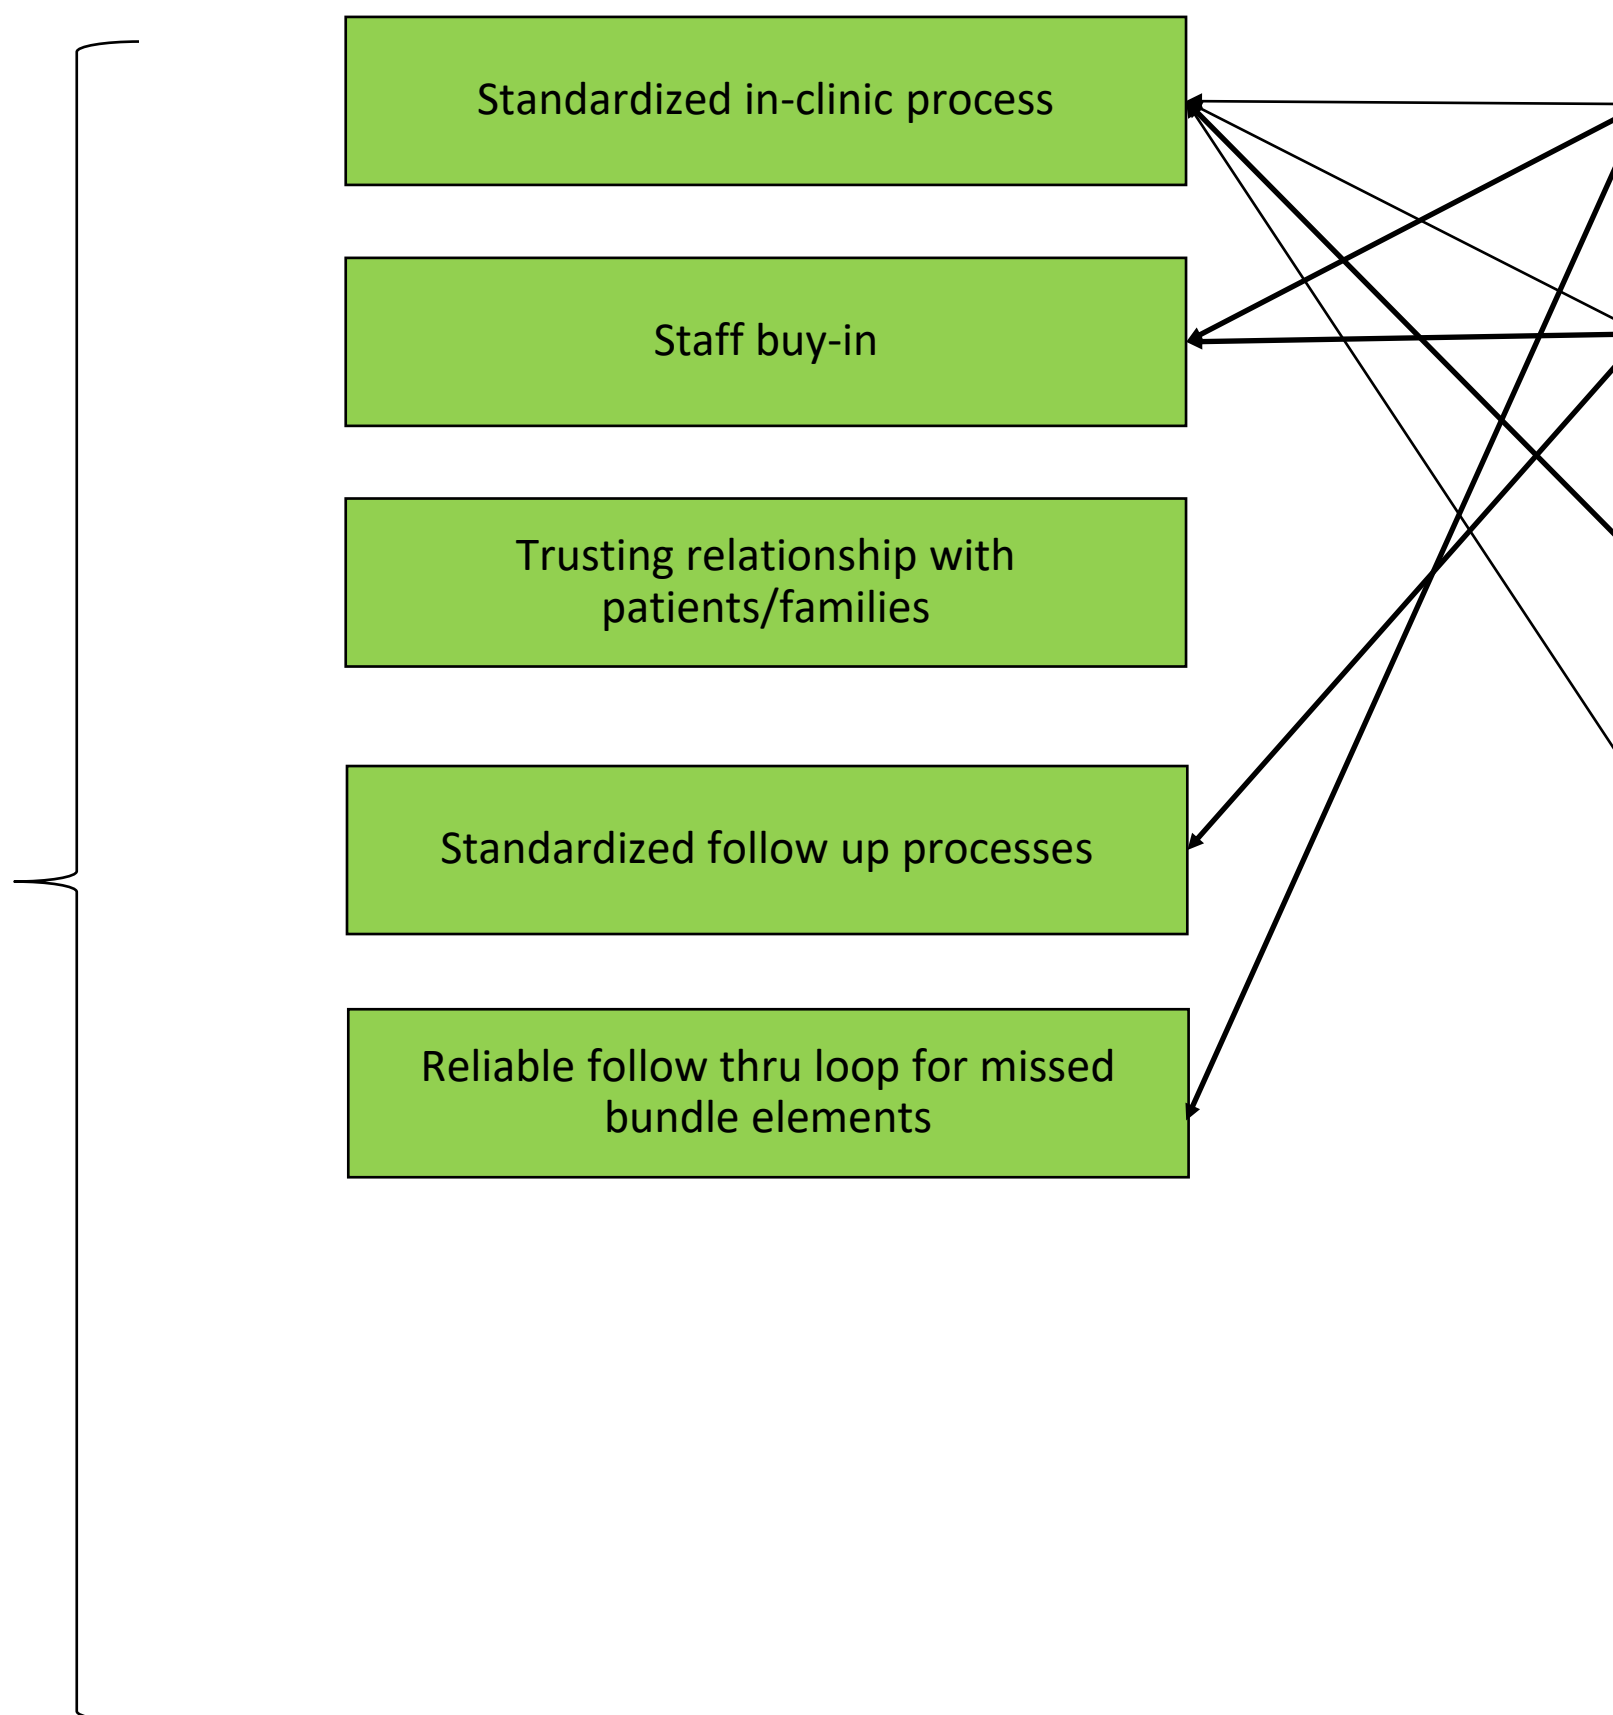 Standardized in-clinic process
Staff buy-in
Trusting relationship with
patients/families
Standardized follow up processes
Reliable follow thru loop for missed
bundle elements